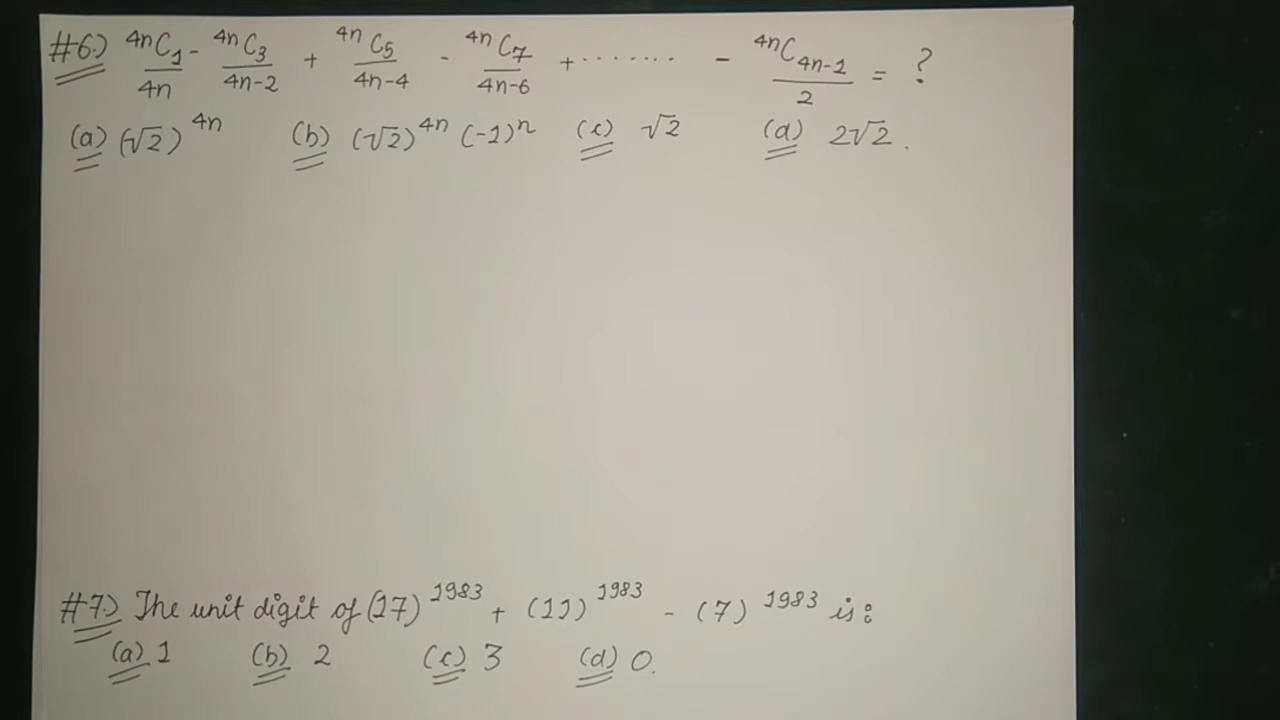 #6.) ⁴ⁿC₁/4n - ⁴ⁿC₃/4n-2 + ⁴ⁿC₅/4n-4 - ⁴ⁿC₇/4n-6 + ........ - ⁴ⁿC₄ₙ₋₁/2 = ?
(a) (√2)⁴ⁿ (b) (√2)⁴ⁿ (-1)ⁿ (c) √2 (d) 2√2.
#7.) The unit digit of (17)¹⁹⁸³ + (11)¹⁹⁸³ - (7)¹⁹⁸³ is:
(a) 1 (b) 2 (c) 3 (d) 0.